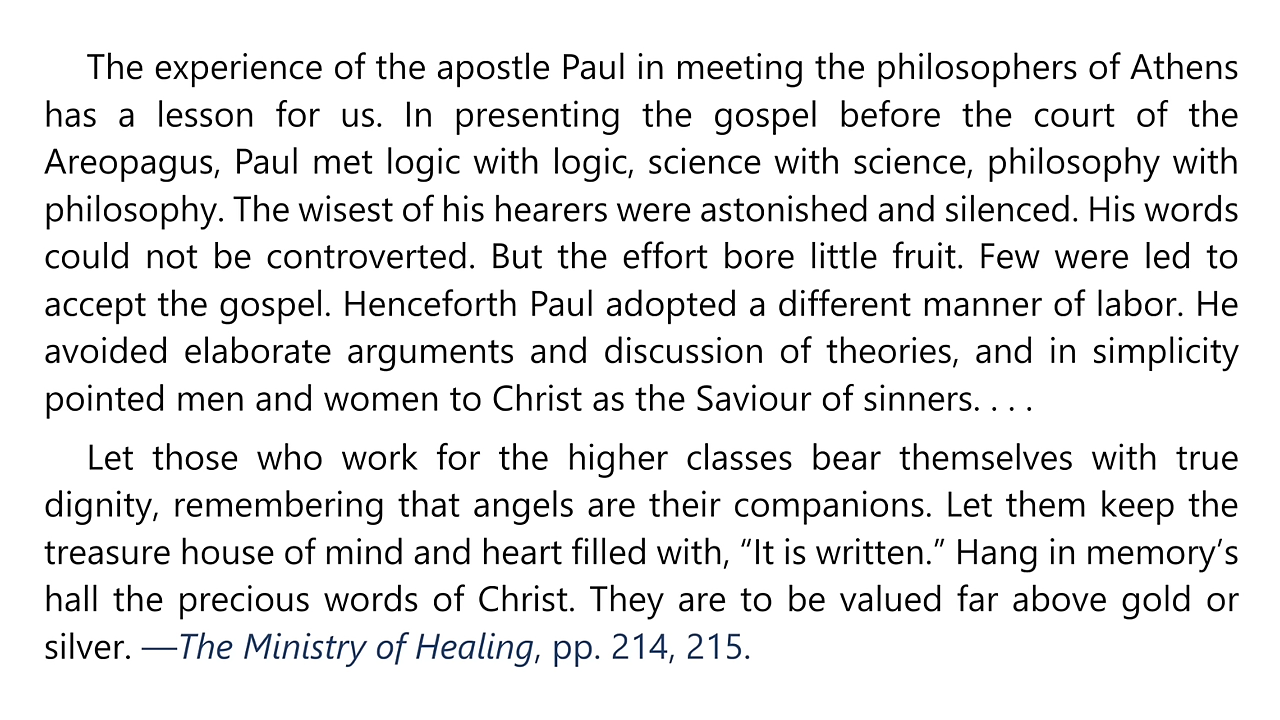 The experience of the apostle Paul in meeting the philosophers of Athens
has a lesson for us. In presenting the gospel before the court of the
Areopagus, Paul met logic with logic, science with science, philosophy with
philosophy. The wisest of his hearers were astonished and silenced. His words
could not be controverted. But the effort bore little fruit. Few were led to
accept the gospel. Henceforth Paul adopted a different manner of labor. He
avoided elaborate arguments and discussion of theories, and in simplicity
pointed men and women to Christ as the Saviour of sinners. . . .
Let those who work for the higher classes bear themselves with true
dignity, remembering that angels are their companions. Let them keep the
treasure house of mind and heart filled with, “It is written.” Hang in memory’s
hall the precious words of Christ. They are to be valued far above gold or
silver. —The Ministry of Healing, pp. 214, 215.